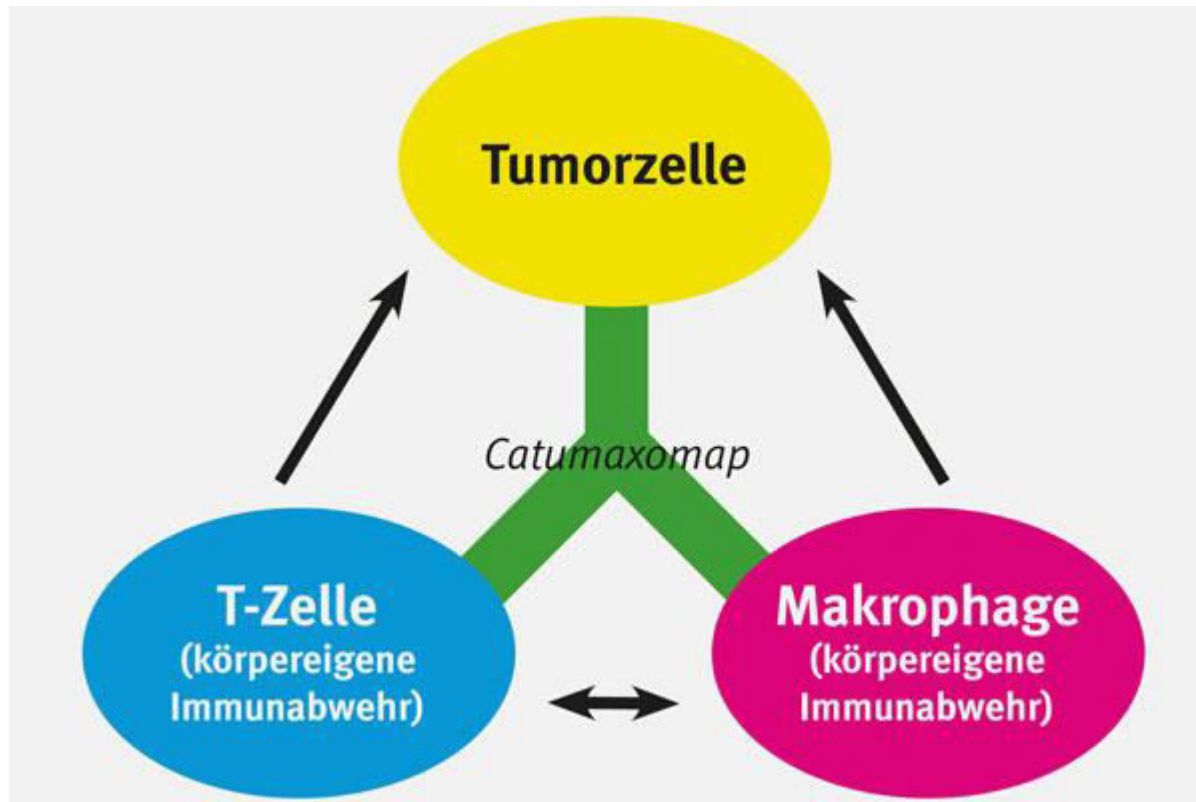 Tumorzelle
Catumaxomap
T-Zelle
(körpereigene
Immunabwehr)
Makrophage
(körpereigene
Immunabwehr)